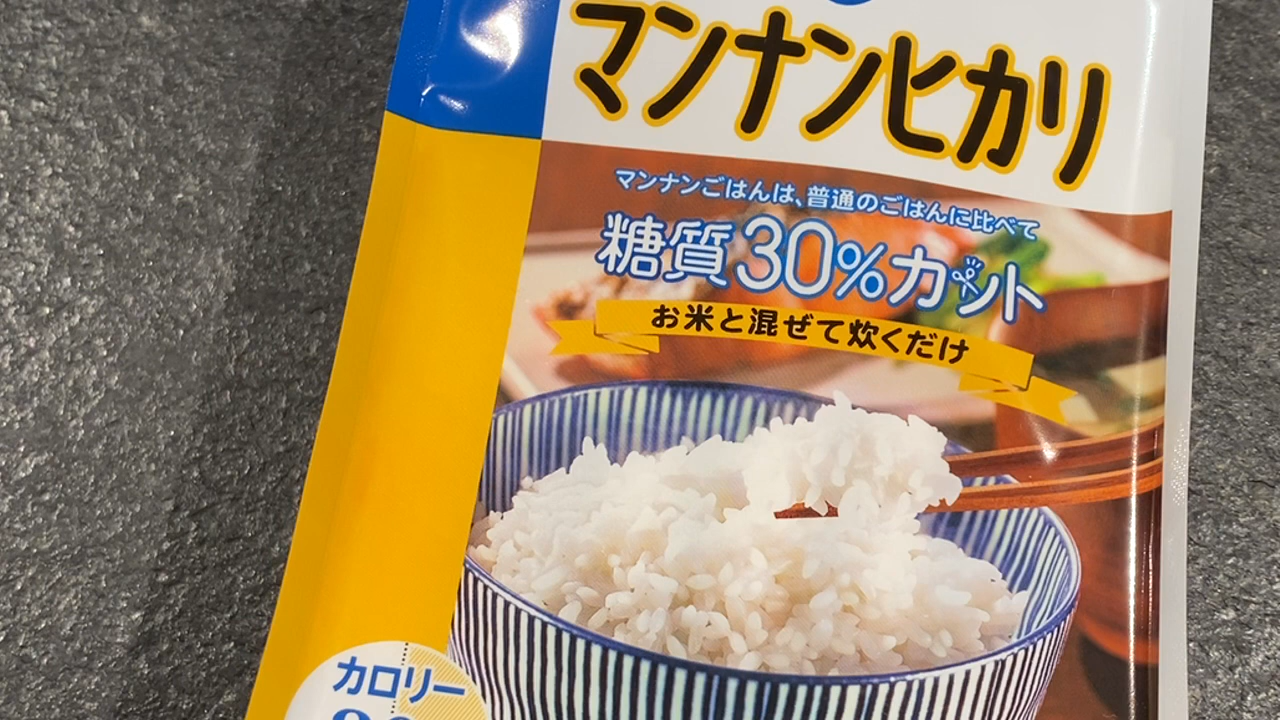 マンナンヒカリ
マンナンごはんは、普通のごはんに比べて
糖質30%カット
お米と混ぜて炊くだけ
カロリー